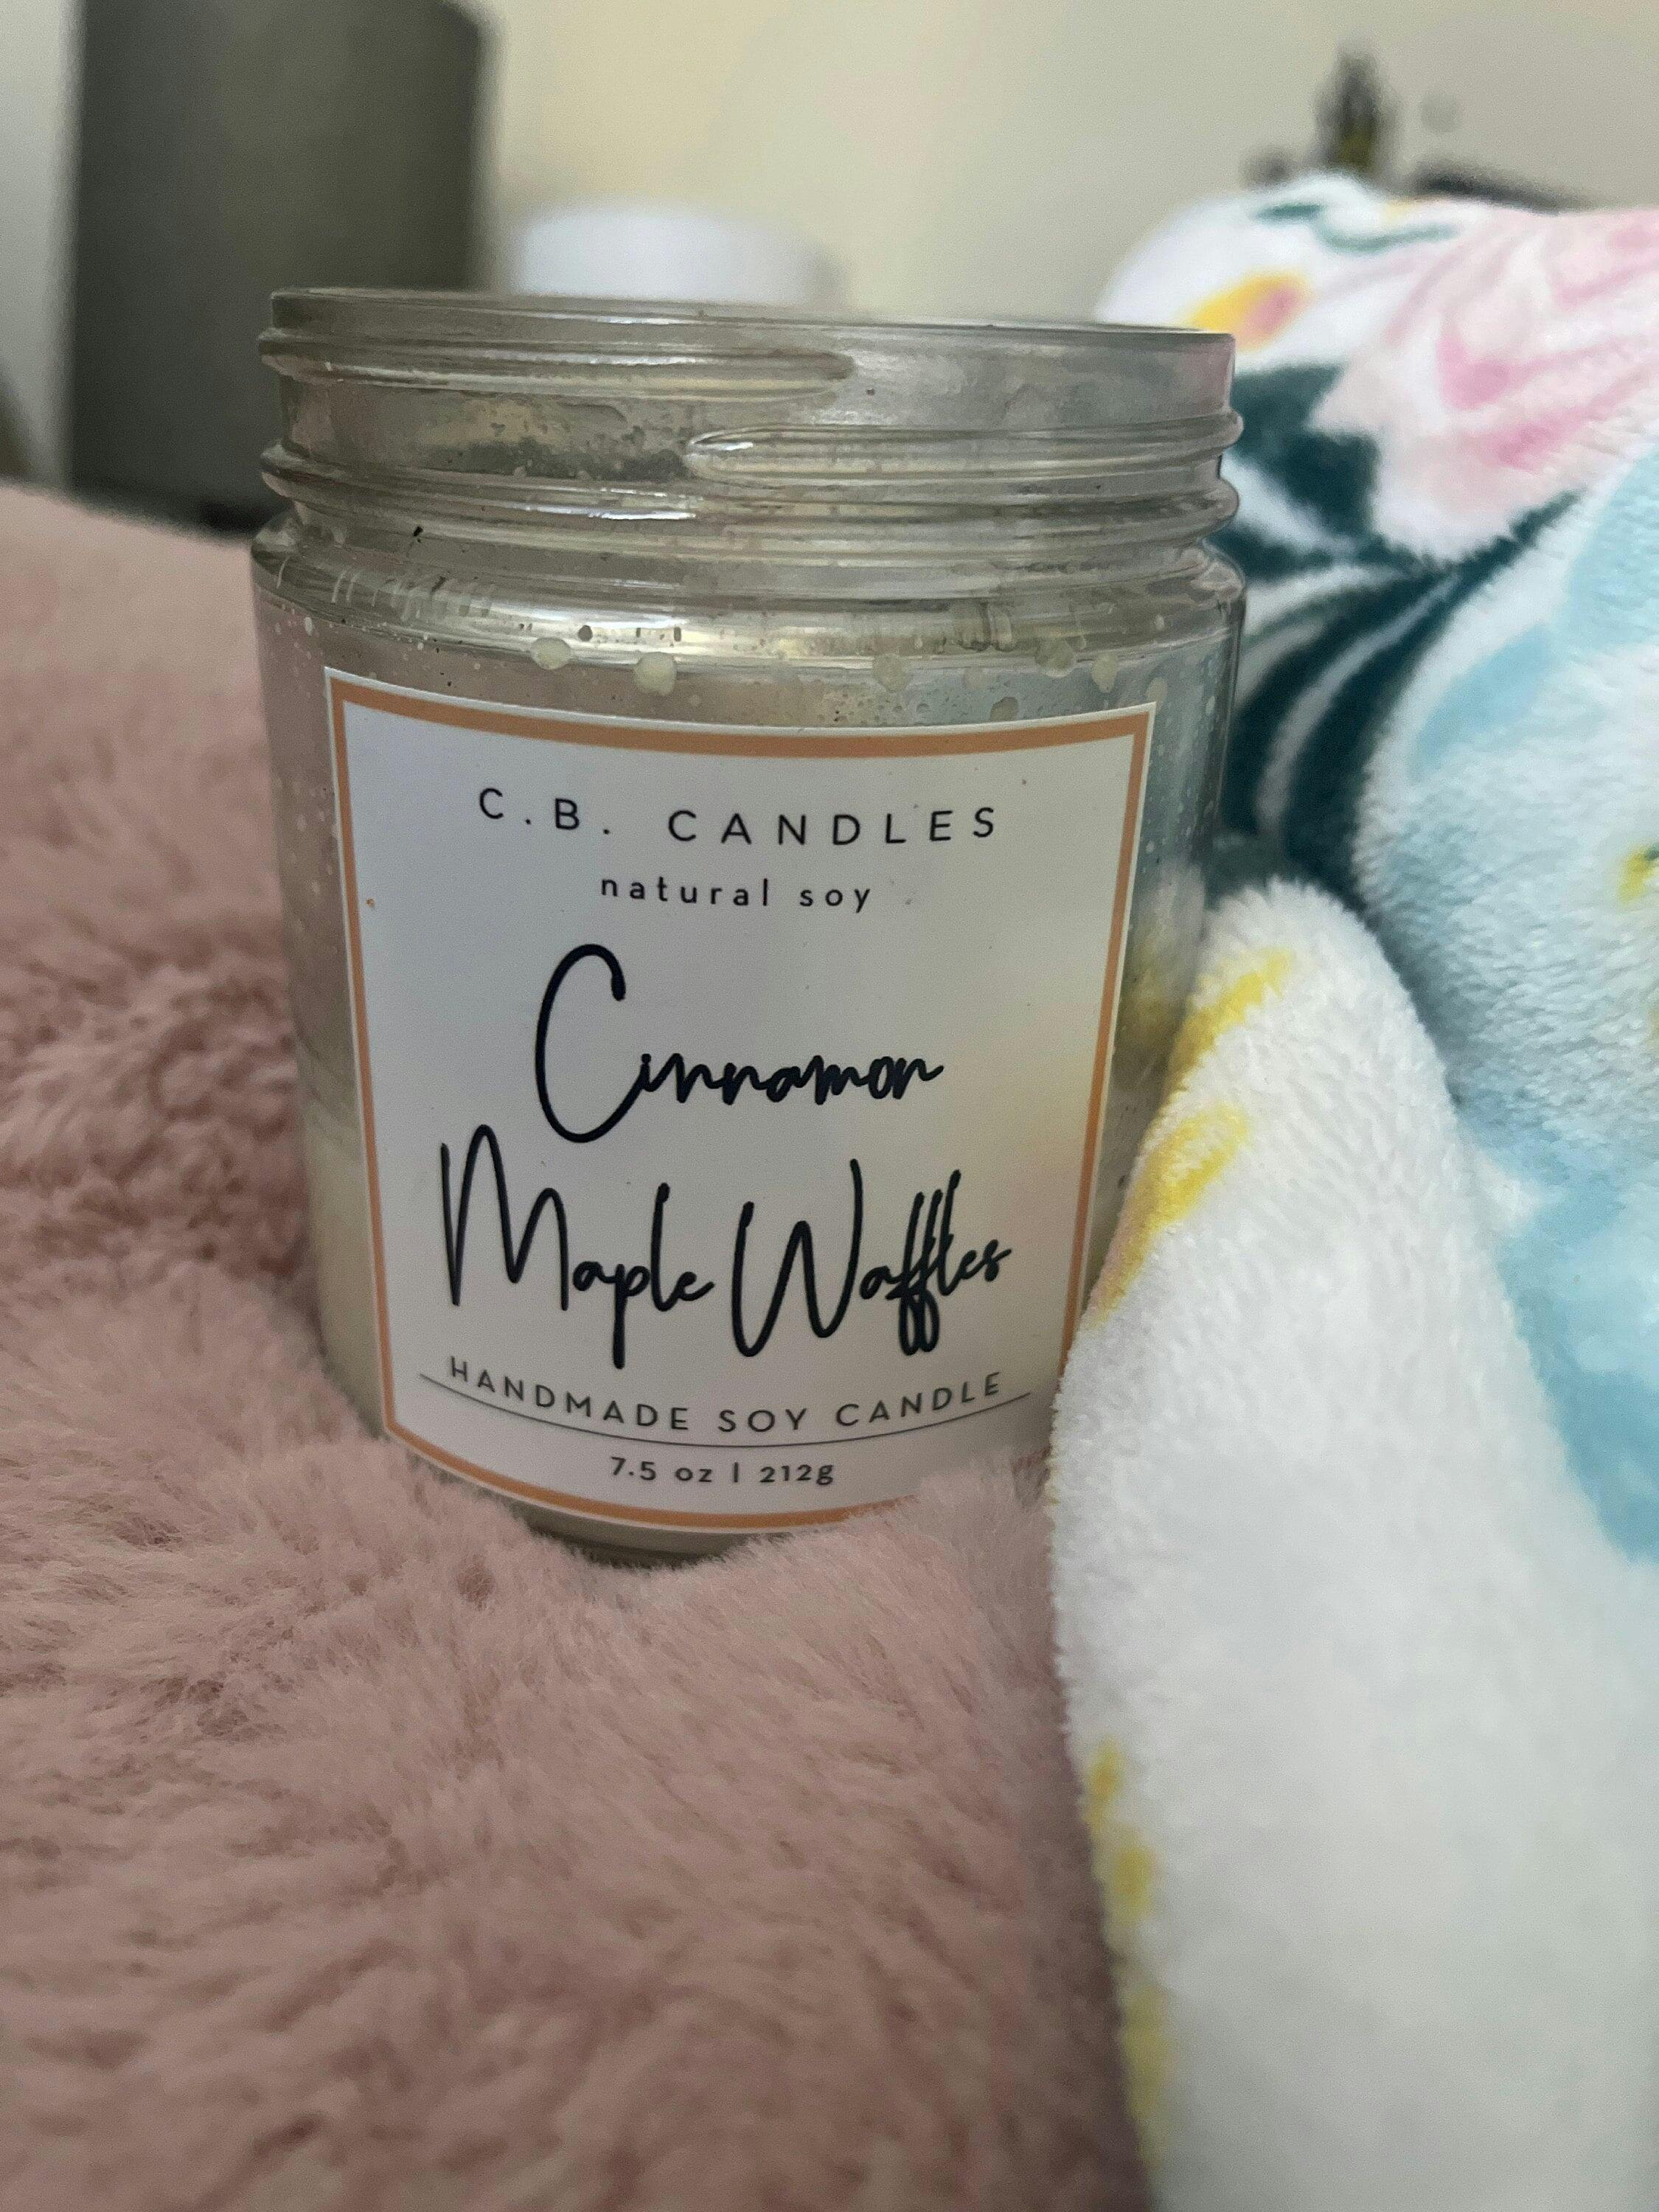 C.B. CANDLES
natural soy
Cinnamon
Maple Waffles
HANDMADE SOY CANDLE
7.5 oz | 212g